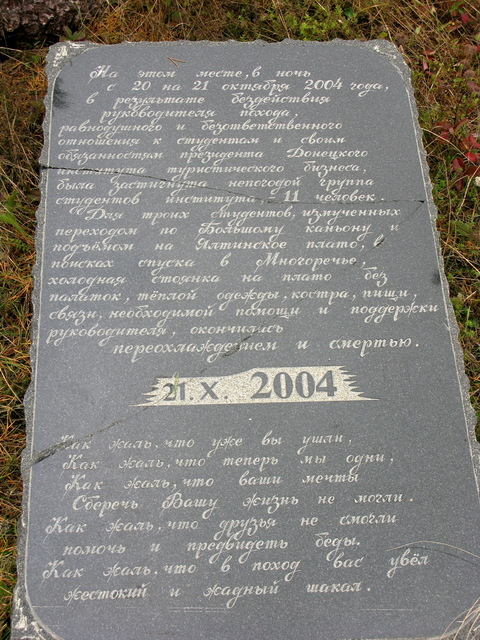 На этом месте, в ночь
с 20 на 21 октября 2004 года,
в результате бездействия
руководителя похода,
равнодушного и безответственного
отношения к студентам и своим
обязанностям президента Донецкого
института туристического бизнеса,
была застигнута непогодой группа
студентов института - 11 человек.
Для троих студентов, измученных
переходом по Большому каньону и
подъёмом на Ялтинское плато, в
поисках спуска в Многоречье,
холодная стоянка на плато без
палаток, тёплой одежды, костра, пищи,
связи, необходимой помощи и поддержки
руководителя, окончилась
переохлаждением и смертью.
21. X. 2004
Как жаль, что уже вы ушли,
Как жаль, что теперь мы одни,
Как жаль, что ваши мечты
Сберечь Вашу жизнь не могли.
Как жаль, что друзья не смогли
помочь и предвидеть беды.
Как жаль, что в поход вас увёл
жестокий и жадный шакал.